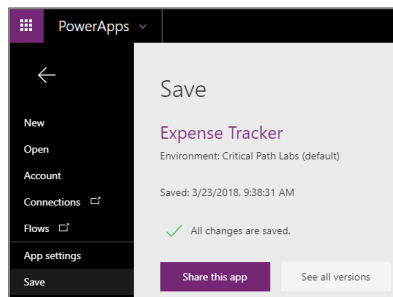 PowerApps
Save
Expense Tracker
Environment: Critical Path Labs (default)
Saved: 3/23/2018, 9:38:31 AM
All changes are saved.
Share this app
See all versions
New
Open
Account
Connections
Flows
App settings
Save